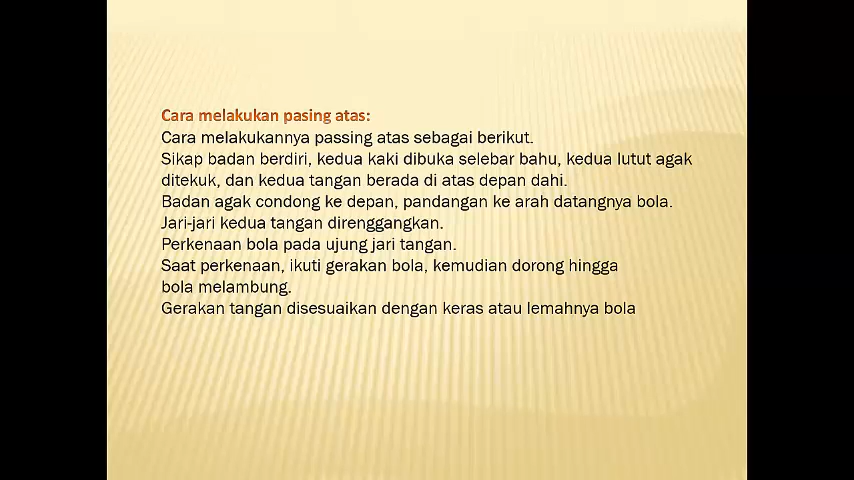 Cara melakukan pasing atas:
Cara melakukannya passing atas sebagai berikut.
Sikap badan berdiri, kedua kaki dibuka selebar bahu, kedua lutut agak
ditekuk, dan kedua tangan berada di atas depan dahi.
Badan agak condong ke depan, pandangan ke arah datangnya bola.
Jari-jari kedua tangan direnggangkan.
Perkenaan bola pada ujung jari tangan.
Saat perkenaan, ikuti gerakan bola, kemudian dorong hingga
bola melambung.
Gerakan tangan disesuaikan dengan keras atau lemahnya bola